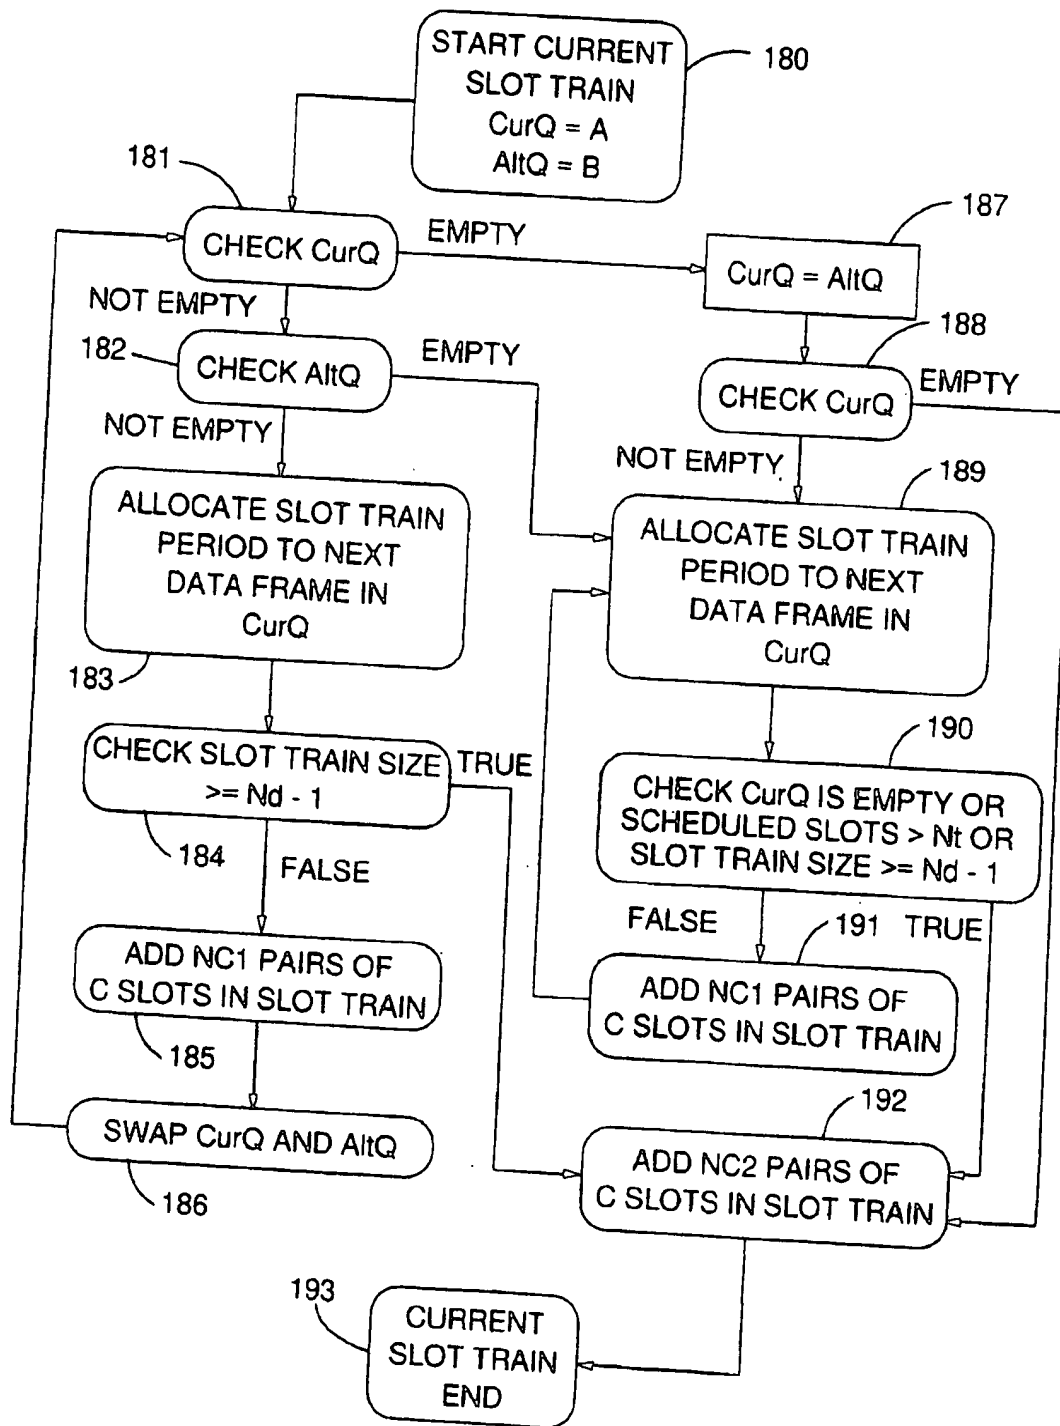 START CURRENT
SLOT TRAIN
CurQ = A
AltQ = B
180
181
CHECK CurQ
EMPTY
187
CurQ = AltQ
NOT EMPTY
182
CHECK AltQ
EMPTY
188
CHECK CurQ
EMPTY
NOT EMPTY
NOT EMPTY
189
ALLOCATE SLOT TRAIN
PERIOD TO NEXT
DATA FRAME IN
CurQ
183
ALLOCATE SLOT TRAIN
PERIOD TO NEXT
DATA FRAME IN
CurQ
CHECK SLOT TRAIN SIZE
>= Nd - 1
TRUE
184
FALSE
190
CHECK CurQ IS EMPTY OR
SCHEDULED SLOTS > Nt OR
SLOT TRAIN SIZE >= Nd - 1
FALSE
191
TRUE
ADD NC1 PAIRS OF
C SLOTS IN SLOT TRAIN
185
ADD NC1 PAIRS OF
C SLOTS IN SLOT TRAIN
SWAP CurQ AND AltQ
186
192
ADD NC2 PAIRS OF
C SLOTS IN SLOT TRAIN
193
CURRENT
SLOT TRAIN
END